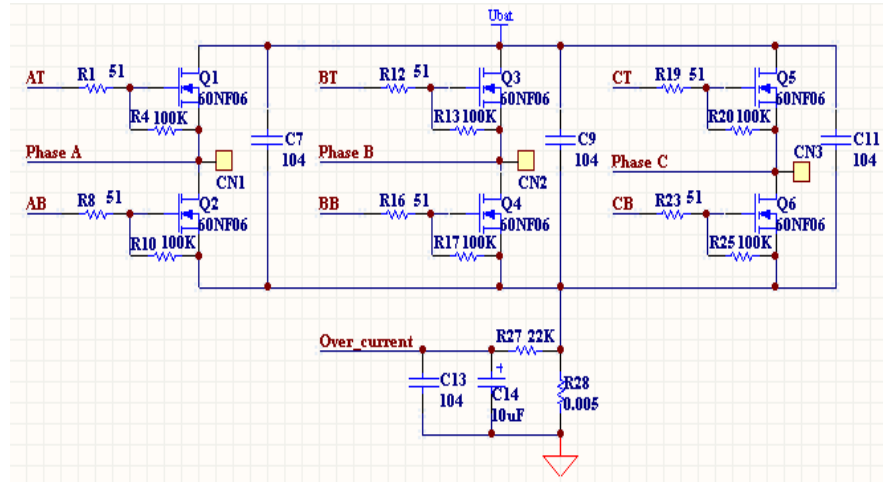 Ubat
AT R1 51 Q1 60NF06
R4 100K
BT R12 51 Q3 60NF06
R13 100K
CT R19 51 Q5 60NF06
R20 100K
C7 104
C9 104
C11 104
Phase A CN1
Phase B CN2
Phase C CN3
AB R8 51 Q2 60NF06
R10 100K
BB R16 51 Q4 60NF06
R17 100K
CB R23 51 Q6 60NF06
R25 100K
Over_current R27 22K
C13 104
+
C14 10uF
R28 0.005